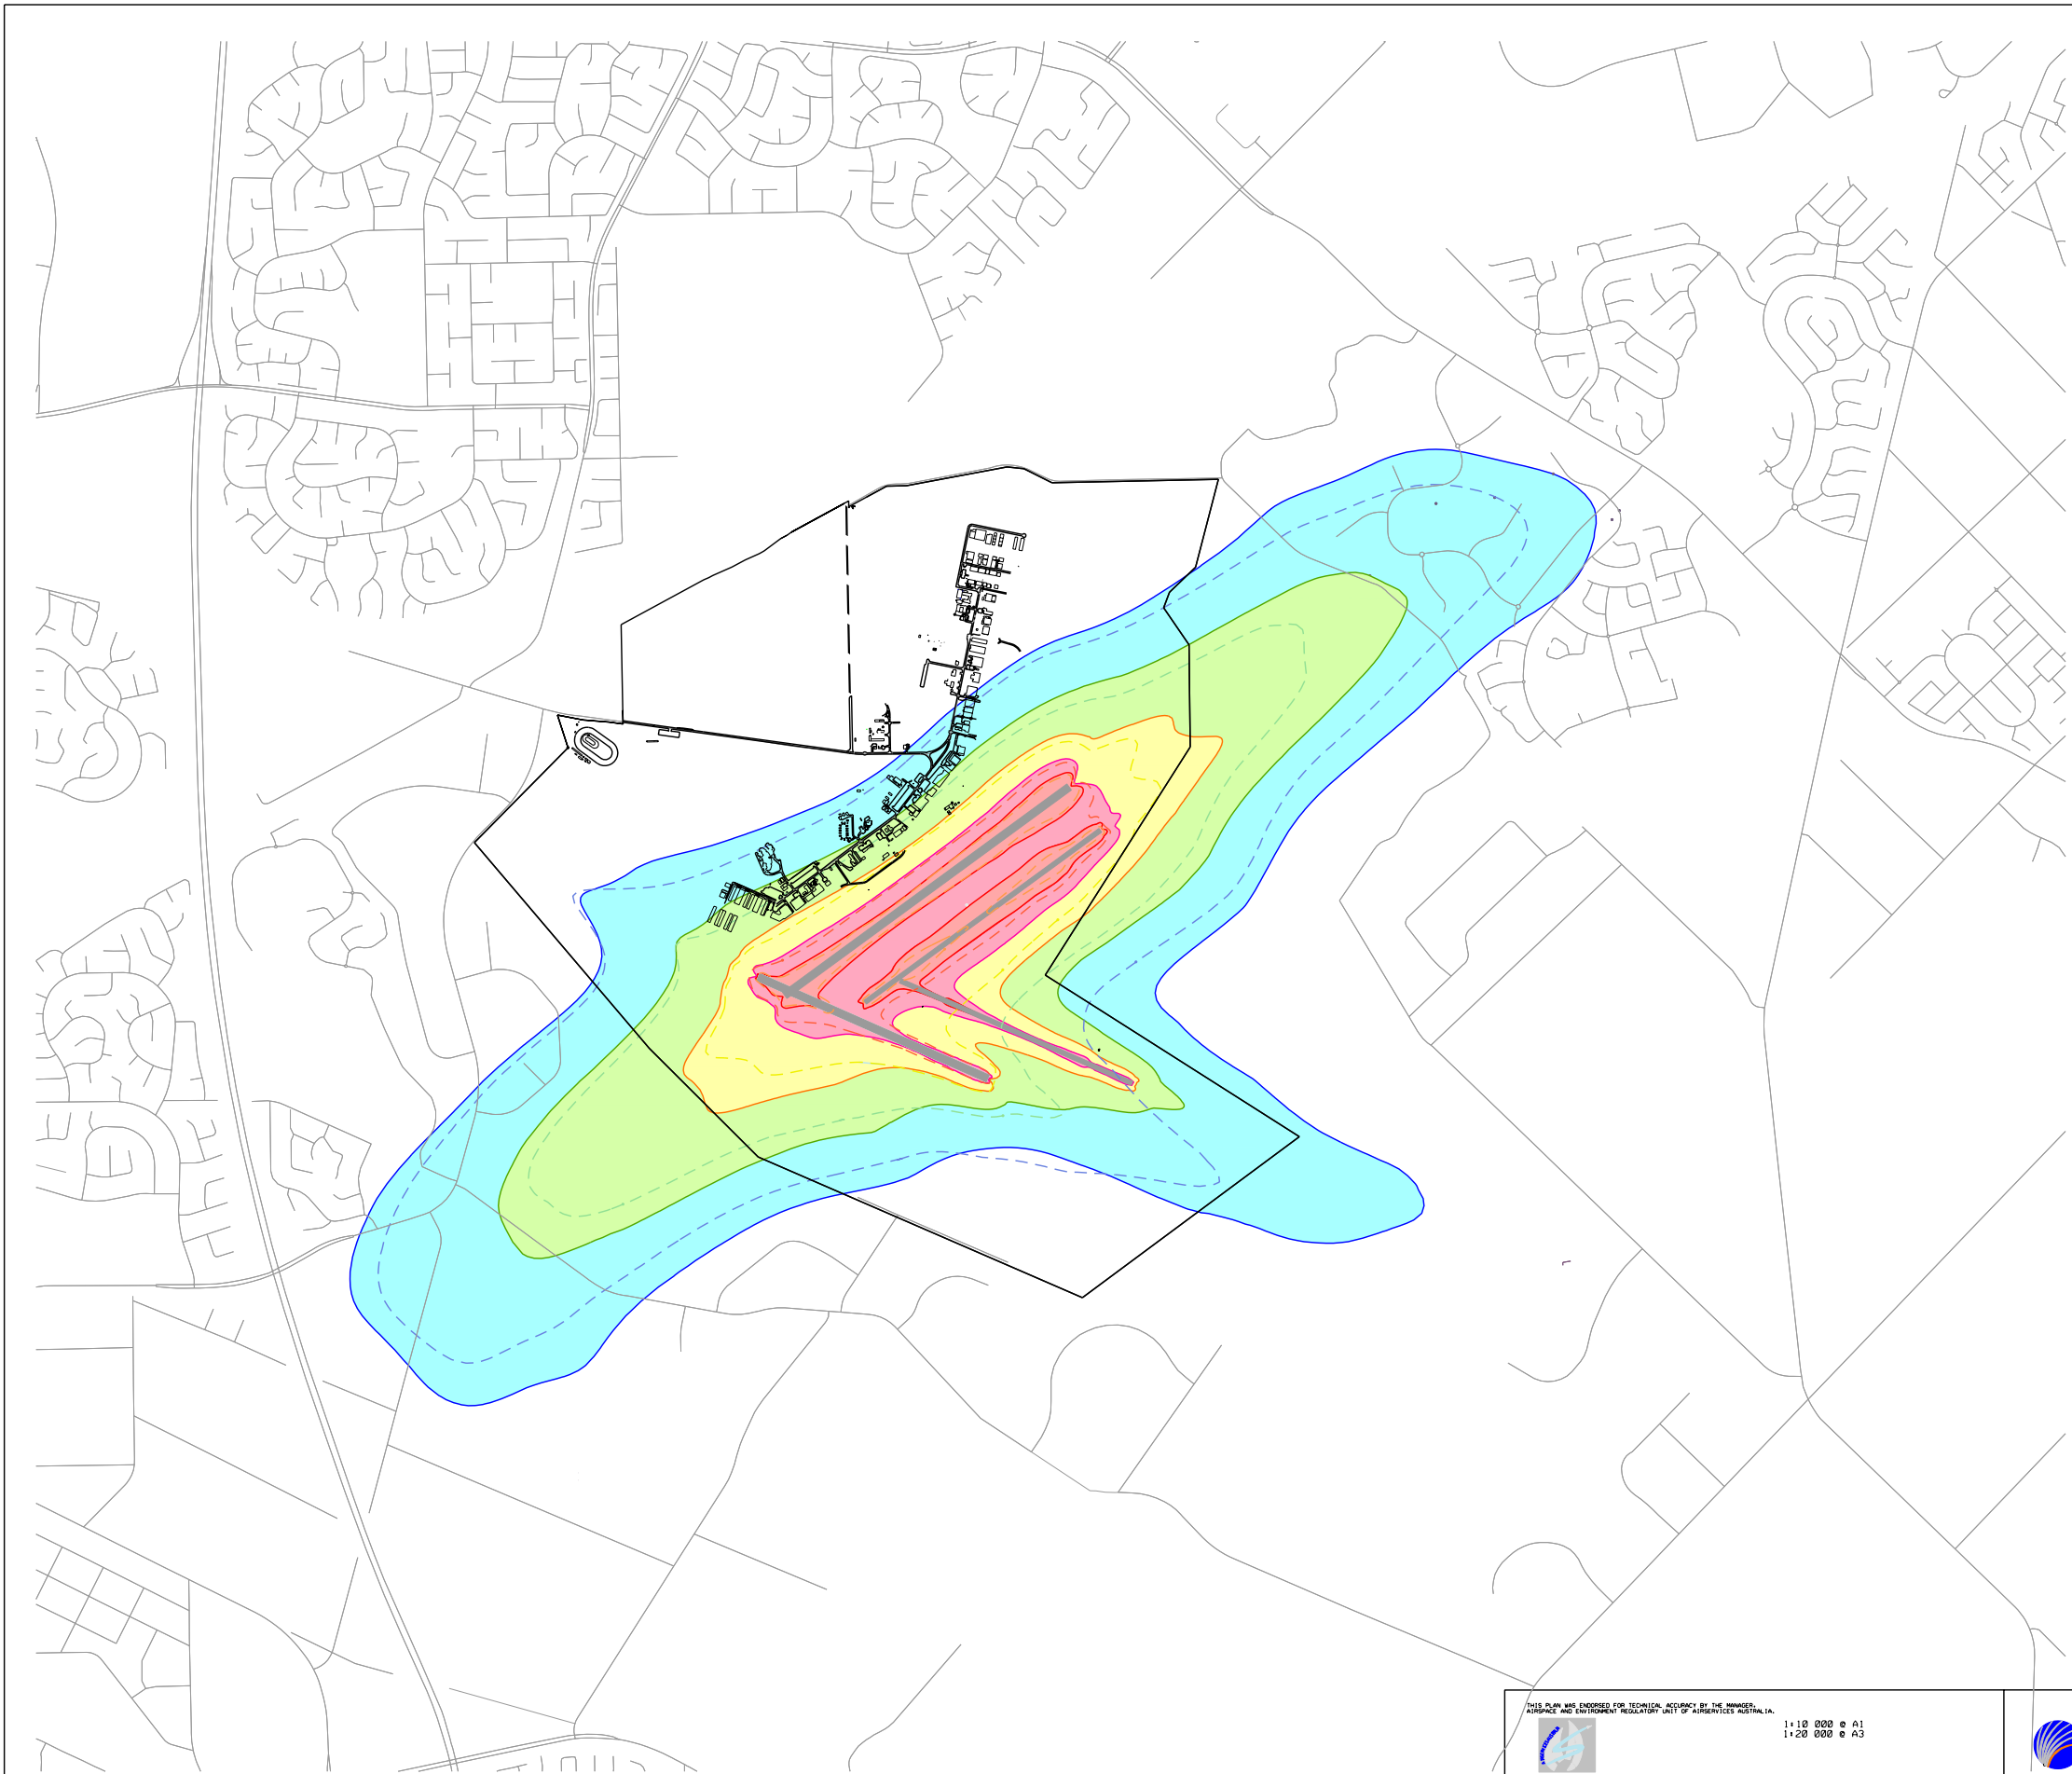 THIS PLAN WAS ENDORSED FOR TECHNICAL ACCURACY BY THE MANAGER,
AIRSPACE AND ENVIRONMENT REGULATORY UNIT OF AIRSERVICES AUSTRALIA.
1:10 000 @ A1
1:20 000 @ A3